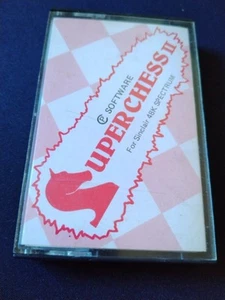 CP SOFTWARE
SUPERCHESS II
For Sinclair 48K SPECTRUM